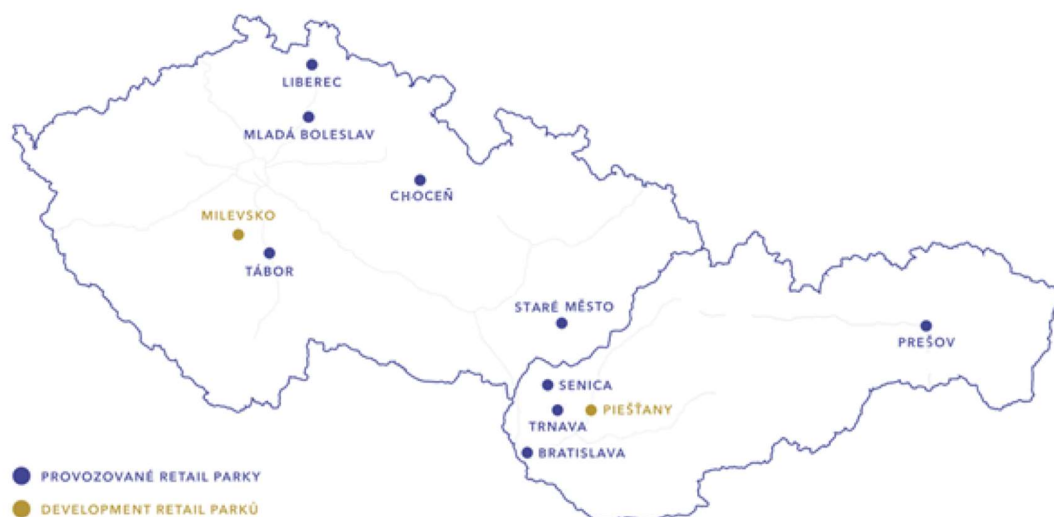 LIBEREC
MLADÁ BOLESLAV
CHOCEŇ
MILEVSKO
TÁBOR
STARÉ MĚSTO
PREŠOV
SENICA
PIEŠŤANY
TRNAVA
BRATISLAVA
PROVOZOVANÉ RETAIL PARKY
DEVELOPMENT RETAIL PARKŮ